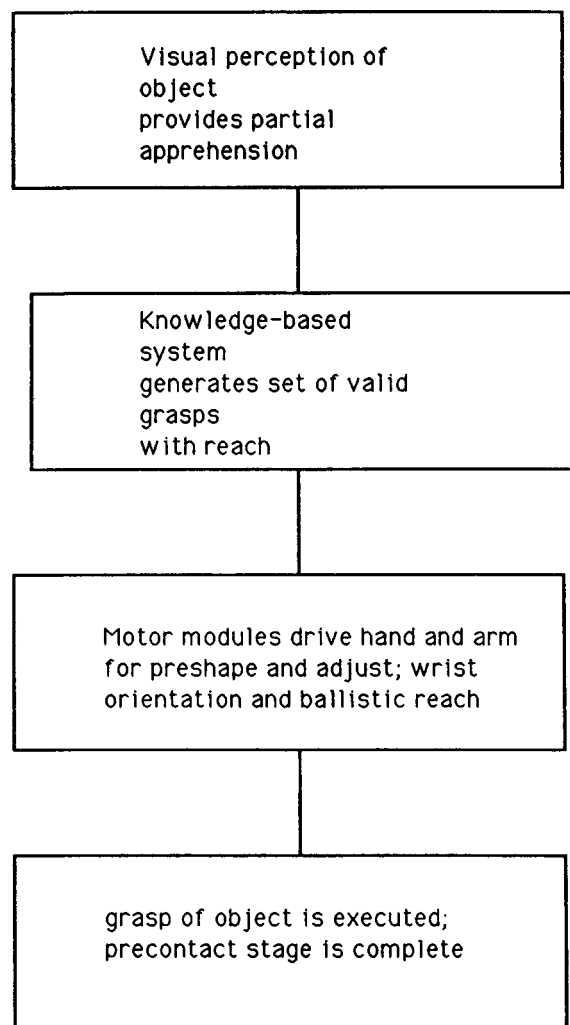 Visual perception of
object
provides partial
apprehension
Knowledge-based
system
generates set of valid
grasps
with reach
Motor modules drive hand and arm
for preshape and adjust; wrist
orientation and ballistic reach
grasp of object is executed;
precontact stage is complete